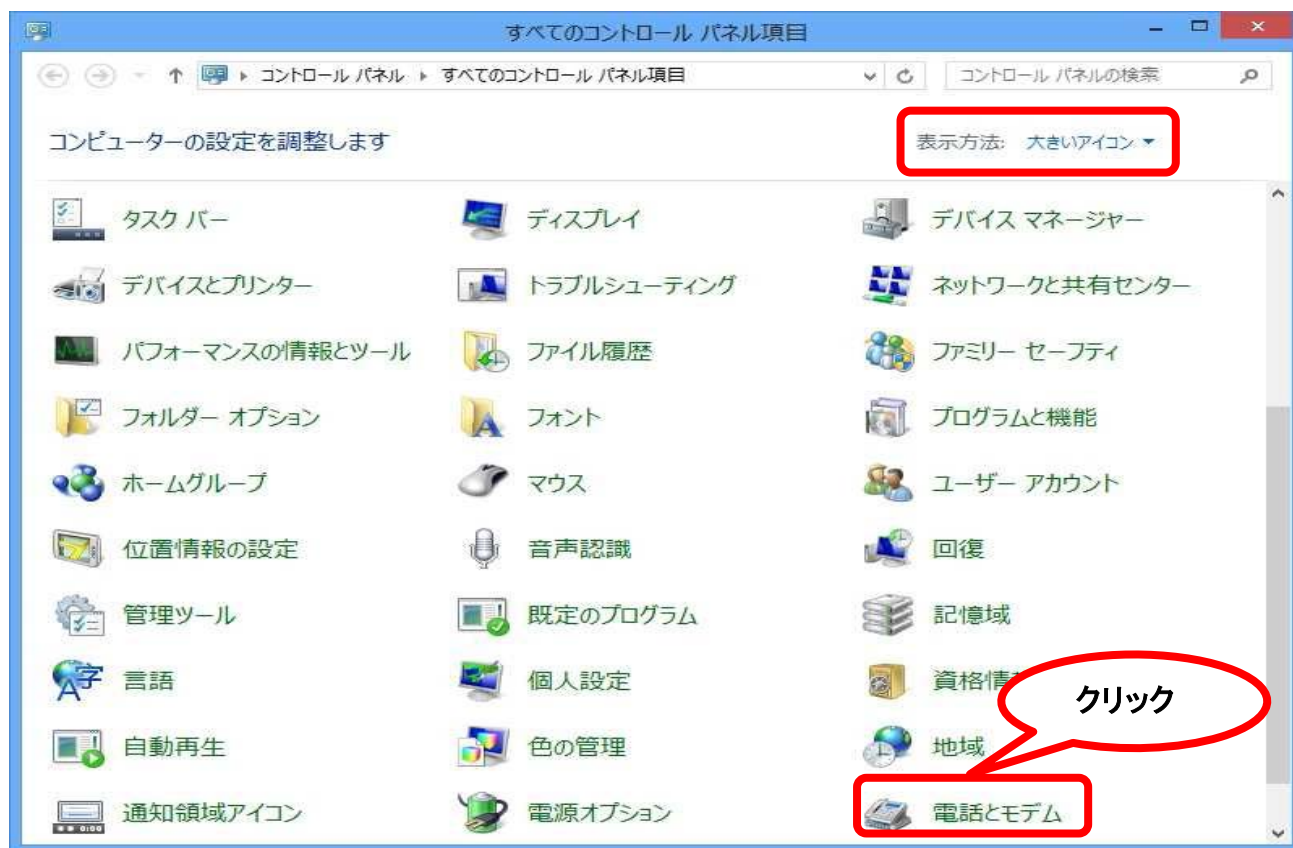 すべてのコントロール パネル項目
コントロール パネル ▸ すべてのコントロール パネル項目
コントロール パネルの検索
コンピューターの設定を調整します
表示方法: 大きいアイコン
タスク バー ディスプレイ デバイス マネージャー
デバイスとプリンター トラブルシューティング ネットワークと共有センター
パフォーマンスの情報とツール ファイル履歴 ファミリー セーフティ
フォルダー オプション フォント プログラムと機能
ホームグループ マウス ユーザー アカウント
位置情報の設定 音声認識 回復
管理ツール 既定のプログラム 記憶域
言語 個人設定 資格情
クリック
自動再生 色の管理 地域
通知領域アイコン 電源オプション 電話とモデム